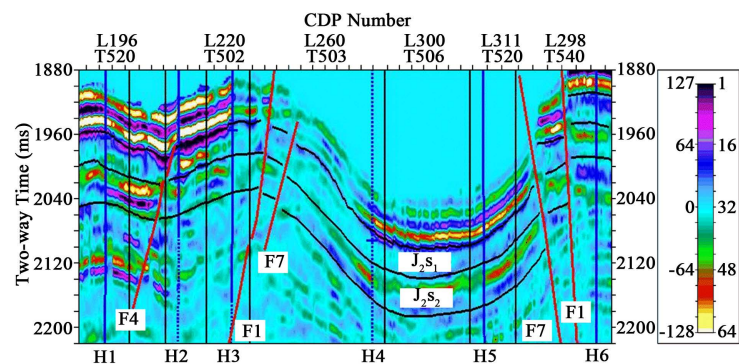 CDP Number
L196 L220 L260 L300 L311 L298
T520 T502 T503 T506 T520 T540
Two-way Time (ms)
1880 1880
1960 1960
2040 2040
2120 2120
2200 2200
127 1
64 16
0 32
-64 48
-128 64
J₂s₁
J₂s₂
F7
F4 F1 F7 F1
H1 H2 H3 H4 H5 H6